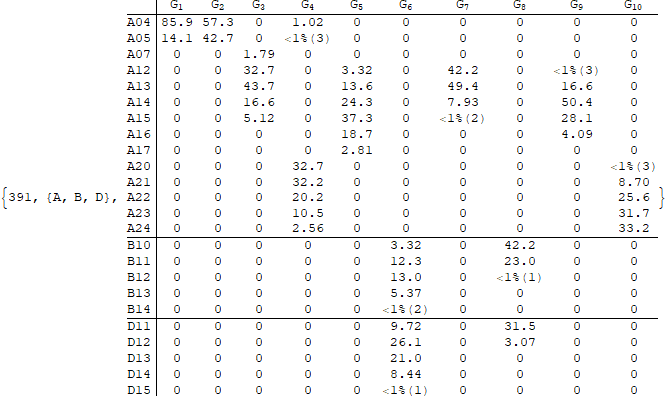 G1 G2 G3 G4 G5 G6 G7 G8 G9 G10
A04 85.9 57.3 0 1.02 0 0 0 0 0 0
A05 14.1 42.7 0 <1%(3) 0 0 0 0 0 0
A07 0 0 1.79 0 0 0 0 0 0 0
A12 0 0 32.7 0 3.32 0 42.2 0 <1%(3) 0
A13 0 0 43.7 0 13.6 0 49.4 0 16.6 0
A14 0 0 16.6 0 24.3 0 7.93 0 50.4 0
A15 0 0 5.12 0 37.3 0 <1%(2) 0 28.1 0
A16 0 0 0 0 18.7 0 0 0 4.09 0
A17 0 0 0 0 2.81 0 0 0 0 0
A20 0 0 0 32.7 0 0 0 0 0 <1%(3)
A21 0 0 0 32.2 0 0 0 0 0 8.70
{391, {A, B, D}, A22 0 0 0 20.2 0 0 0 0 0 25.6 }
A23 0 0 0 10.5 0 0 0 0 0 31.7
A24 0 0 0 2.56 0 0 0 0 0 33.2
B10 0 0 0 0 0 3.32 0 42.2 0 0
B11 0 0 0 0 0 12.3 0 23.0 0 0
B12 0 0 0 0 0 13.0 0 <1%(1) 0 0
B13 0 0 0 0 0 5.37 0 0 0 0
B14 0 0 0 0 0 <1%(2) 0 0 0 0
D11 0 0 0 0 0 9.72 0 31.5 0 0
D12 0 0 0 0 0 26.1 0 3.07 0 0
D13 0 0 0 0 0 21.0 0 0 0 0
D14 0 0 0 0 0 8.44 0 0 0 0
D15 0 0 0 0 0 <1%(1) 0 0 0 0